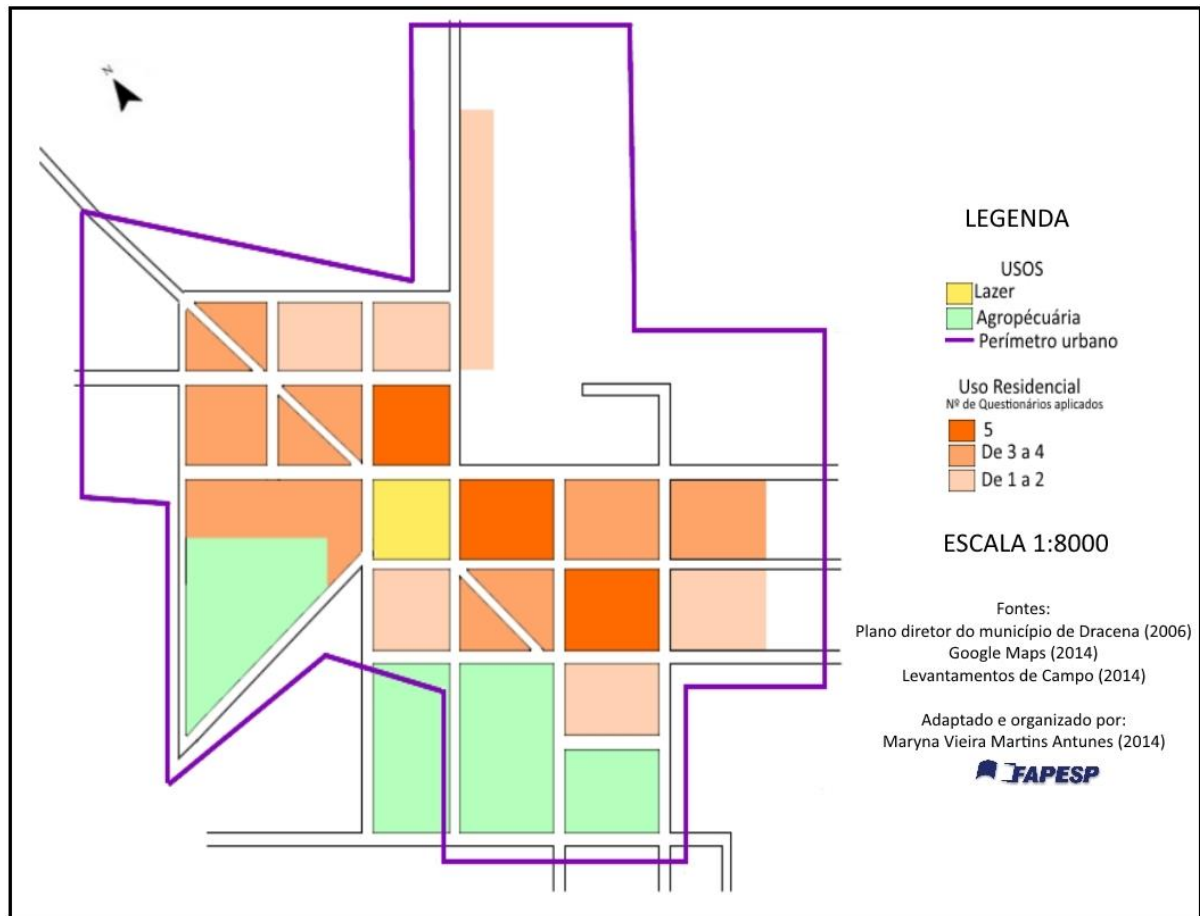 N
LEGENDA
USOS
Lazer
Agropécuária
Perímetro urbano
Uso Residencial
Nº de Questionários aplicados
5
De 3 a 4
De 1 a 2
ESCALA 1:8000
Fontes:
Plano diretor do município de Dracena (2006)
Google Maps (2014)
Levantamentos de Campo (2014)
Adaptado e organizado por:
Maryna Vieira Martins Antunes (2014)
FAPESP